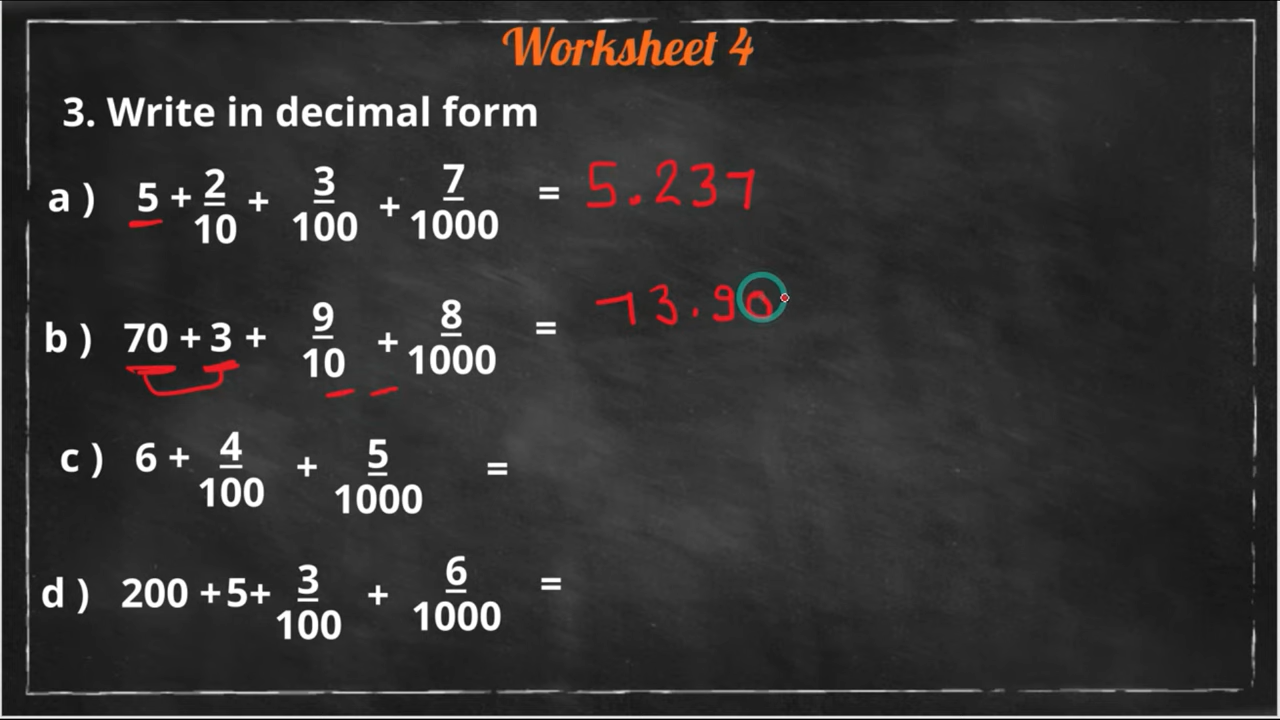 Worksheet 4
3. Write in decimal form
a ) 5 + 2/10 + 3/100 + 7/1000 = 5.237
b ) 70 + 3 + 9/10 + 8/1000 = 73.90
c ) 6 + 4/100 + 5/1000 =
d ) 200 + 5 + 3/100 + 6/1000 =